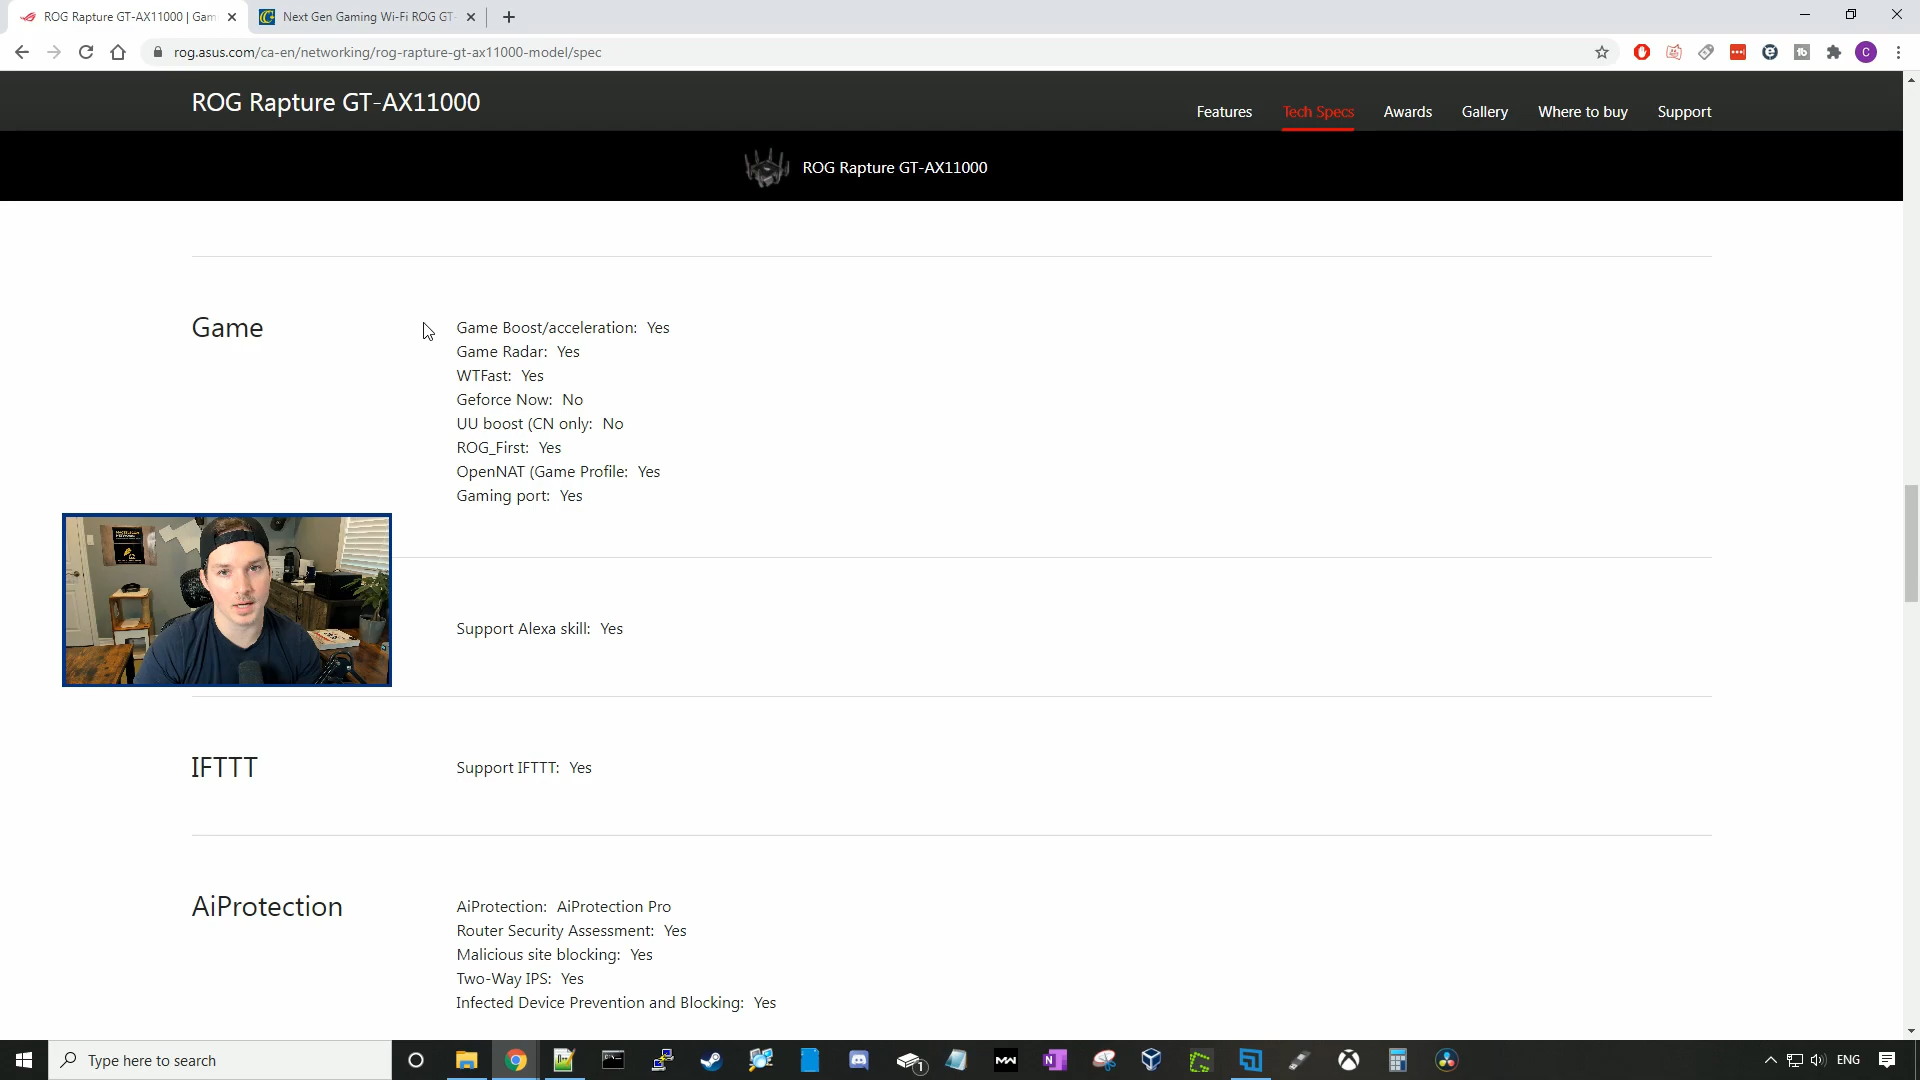 ROG Rapture GT-AX11000 | Gam
Next Gen Gaming Wi-Fi ROG GT-
rog.asus.com/ca-en/networking/rog-rapture-gt-ax11000-model/spec
C
ROG Rapture GT-AX11000
Features
Tech Specs
Awards
Gallery
Where to buy
Support
ROG Rapture GT-AX11000
Game
Game Boost/acceleration: Yes
Game Radar: Yes
WTFast: Yes
Geforce Now: No
UU boost (CN only: No
ROG_First: Yes
OpenNAT (Game Profile: Yes
Gaming port: Yes
Support Alexa skill: Yes
IFTTT
Support IFTTT: Yes
AiProtection
AiProtection: AiProtection Pro
Router Security Assessment: Yes
Malicious site blocking: Yes
Two-Way IPS: Yes
Infected Device Prevention and Blocking: Yes
Type here to search
1
MW
N
ENG